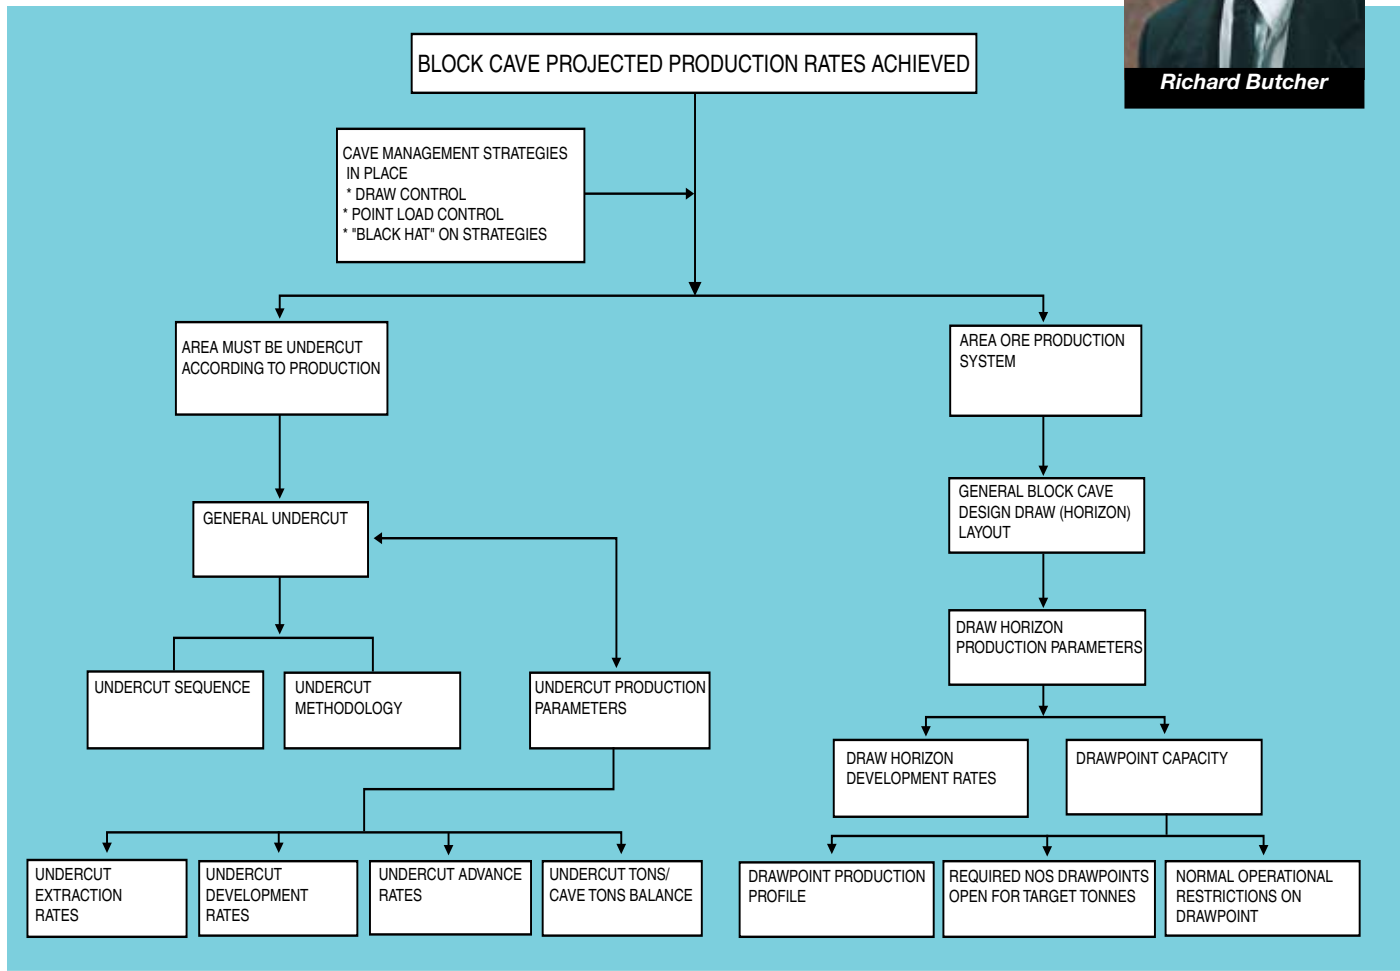 Richard Butcher
BLOCK CAVE PROJECTED PRODUCTION RATES ACHIEVED
CAVE MANAGEMENT STRATEGIES
IN PLACE
* DRAW CONTROL
* POINT LOAD CONTROL
* "BLACK HAT" ON STRATEGIES
AREA MUST BE UNDERCUT
ACCORDING TO PRODUCTION
AREA ORE PRODUCTION
SYSTEM
GENERAL UNDERCUT
GENERAL BLOCK CAVE
DESIGN DRAW (HORIZON)
LAYOUT
DRAW HORIZON
PRODUCTION PARAMETERS
UNDERCUT SEQUENCE
UNDERCUT
METHODOLOGY
UNDERCUT PRODUCTION
PARAMETERS
DRAW HORIZON
DEVELOPMENT RATES
DRAWPOINT CAPACITY
UNDERCUT
EXTRACTION
RATES
UNDERCUT
DEVELOPMENT
RATES
UNDERCUT ADVANCE
RATES
UNDERCUT TONS/
CAVE TONS BALANCE
DRAWPOINT PRODUCTION
PROFILE
REQUIRED NOS DRAWPOINTS
OPEN FOR TARGET TONNES
NORMAL OPERATIONAL
RESTRICTIONS ON
DRAWPOINT